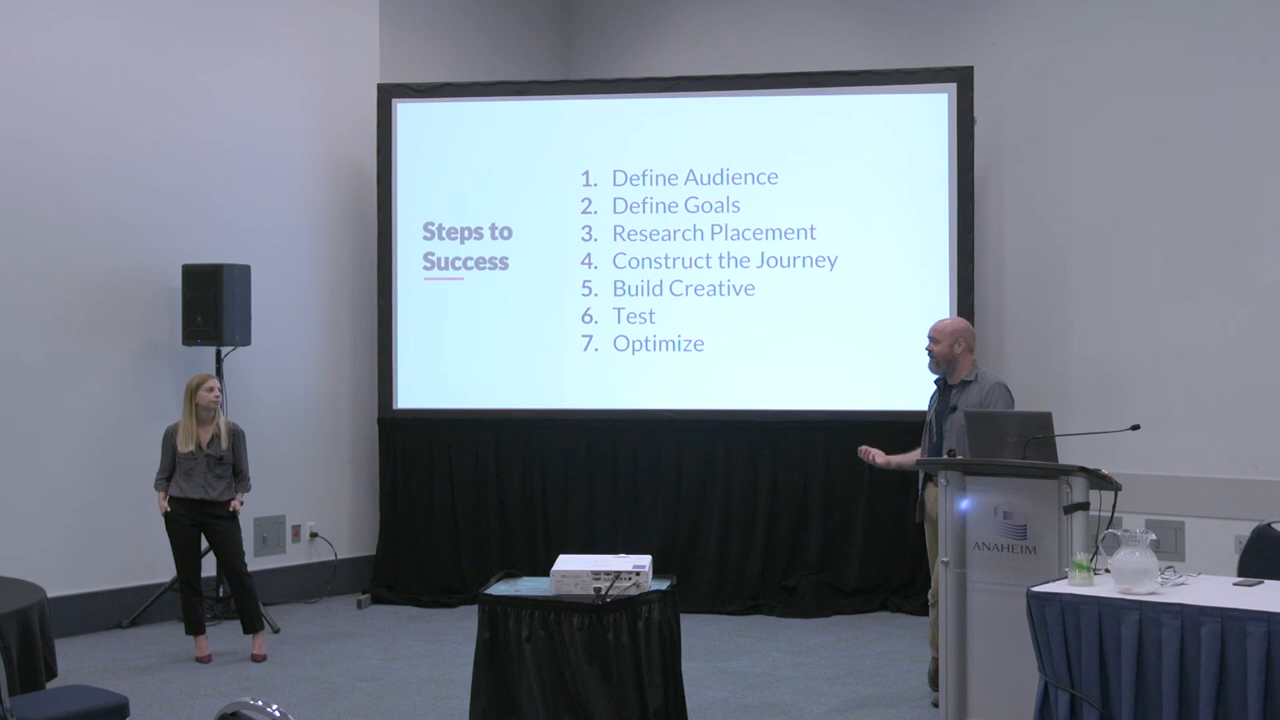 Steps to
Success
1. Define Audience
2. Define Goals
3. Research Placement
4. Construct the Journey
5. Build Creative
6. Test
7. Optimize
ANAHEIM